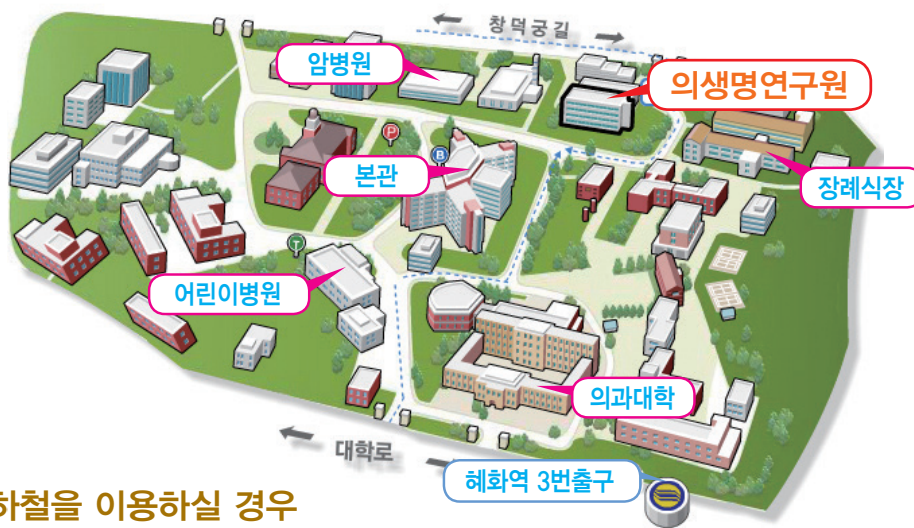 창덕궁길
암병원
의생명연구원
P
B
본관
장례식장
T
어린이병원
의과대학
대학로
혜화역 3번출구
하철을 이용하실 경우